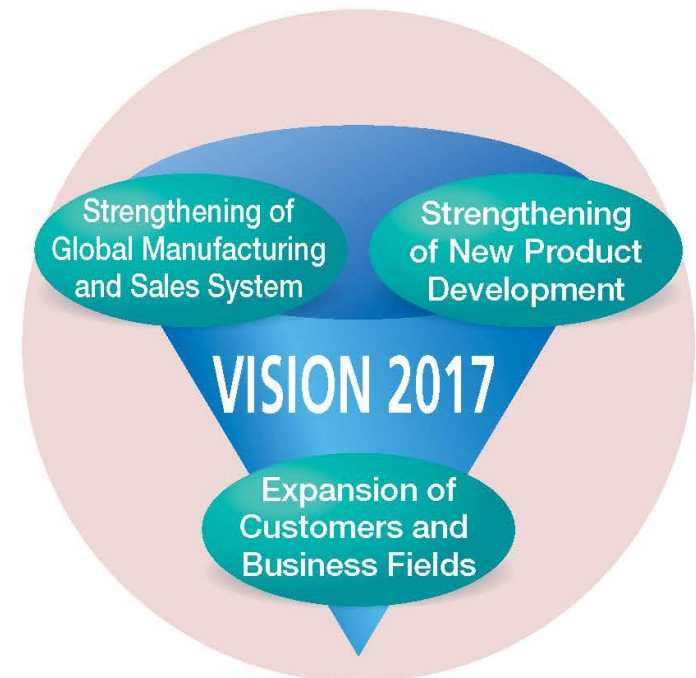 Strengthening of
Global Manufacturing
and Sales System
Strengthening
of New Product
Development
VISION 2017
Expansion of
Customers and
Business Fields